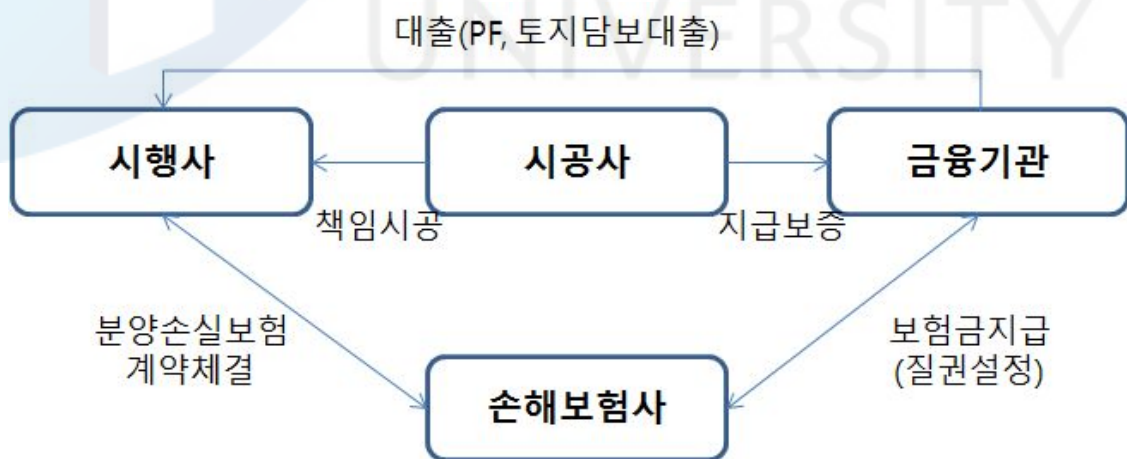 UNIVERSITY
대출(PF, 토지담보대출)
시행사
시공사
금융기관
책임시공
지급보증
분양손실보험
계약체결
보험금지급
(질권설정)
손해보험사